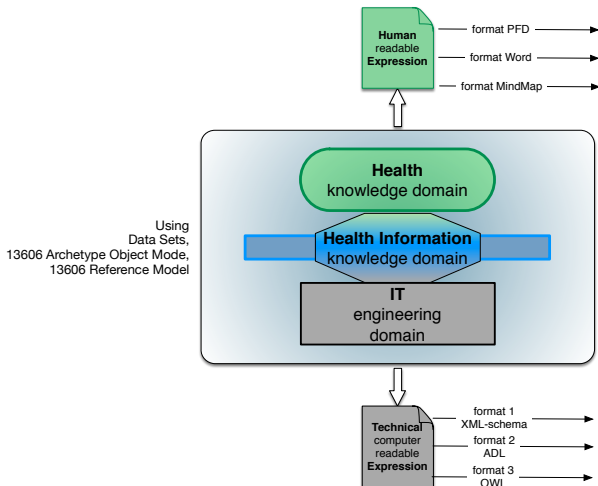 Human
readable
Expression
format PFD
format Word
format MindMap
Health
knowledge domain
Using
Data Sets,
13606 Archetype Object Mode,
13606 Reference Model
Health Information
knowledge domain
IT
engineering
domain
Technical
computer
readable
Expression
format 1
XML-schema
format 2
ADL
format 3
OWL